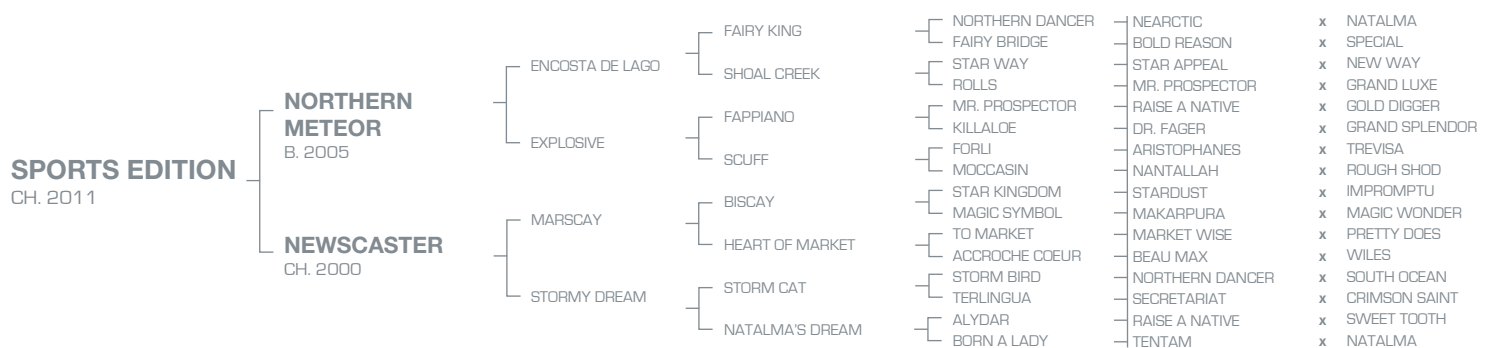 SPORTS EDITION
CH. 2011
NORTHERN
METEOR
B. 2005
NEWSCASTER
CH. 2000
ENCOSTA DE LAGO
EXPLOSIVE
MARSCAY
STORMY DREAM
FAIRY KING
SHOAL CREEK
FAPPIANO
SCUFF
BISCAY
HEART OF MARKET
STORM CAT
NATALMA'S DREAM
NORTHERN DANCER
FAIRY BRIDGE
STAR WAY
ROLLS
MR. PROSPECTOR
KILLALOE
FORLI
MOCCASIN
STAR KINGDOM
MAGIC SYMBOL
TO MARKET
ACCROCHE COEUR
STORM BIRD
TERLINGUA
ALYDAR
BORN A LADY
NEARCTIC x NATALMA
BOLD REASON x SPECIAL
STAR APPEAL x NEW WAY
MR. PROSPECTOR x GRAND LUXE
RAISE A NATIVE x GOLD DIGGER
DR. FAGER x GRAND SPLENDOR
ARISTOPHANES x TREVISA
NANTALLAH x ROUGH SHOD
STARDUST x IMPROMPTU
MAKARPURA x MAGIC WONDER
MARKET WISE x PRETTY DOES
BEAU MAX x WILES
NORTHERN DANCER x SOUTH OCEAN
SECRETARIAT x CRIMSON SAINT
RAISE A NATIVE x SWEET TOOTH
TENTAM x NATALMA